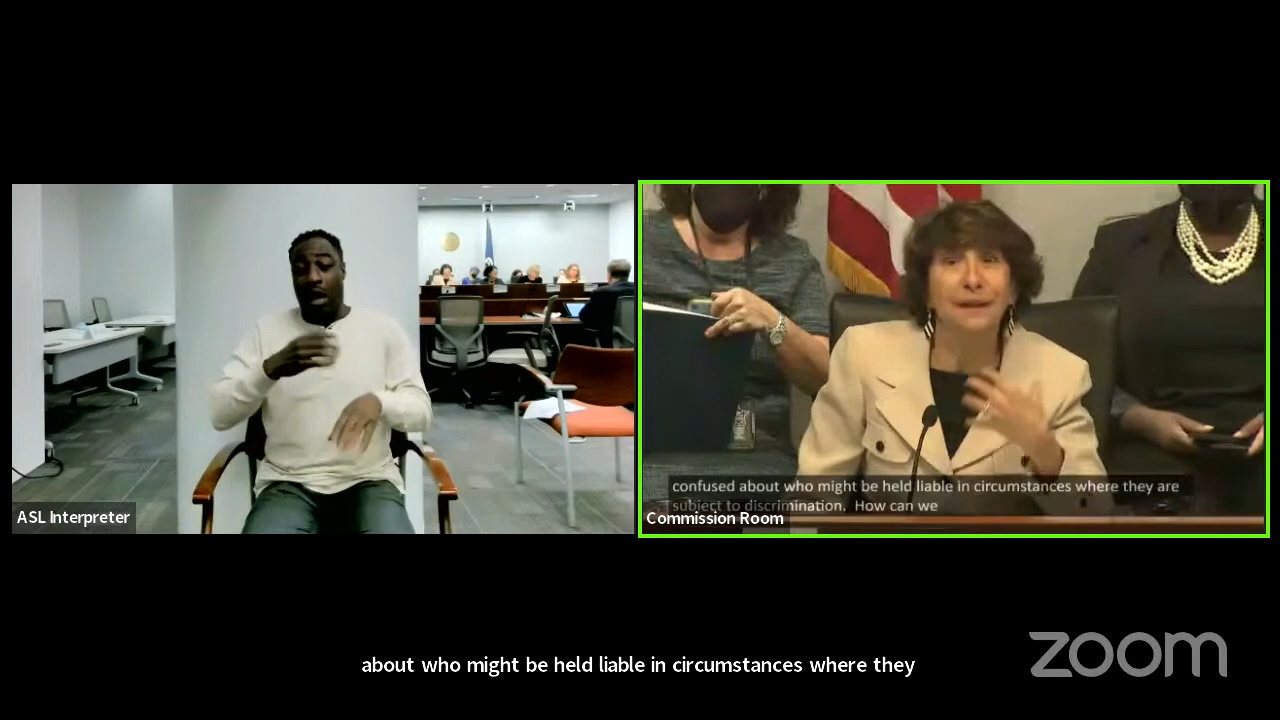 confused about who might be held liable in circumstances where they are
subject to discrimination. How can we
ASL Interpreter
Commission Room
about who might be held liable in circumstances where they
zoom